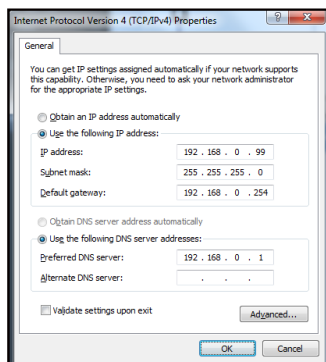 Internet Protocol Version 4 (TCP/IPv4) Properties
General
You can get IP settings assigned automatically if your network supports
this capability. Otherwise, you need to ask your network administrator
for the appropriate IP settings.
Obtain an IP address automatically
Use the following IP address:
IP address: 192 . 168 . 0 . 99
Subnet mask: 255 . 255 . 255 . 0
Default gateway: 192 . 168 . 0 . 254
Obtain DNS server address automatically
Use the following DNS server addresses:
Preferred DNS server: 192 . 168 . 0 . 1
Alternate DNS server: . . .
Validate settings upon exit
Advanced...
OK Cancel